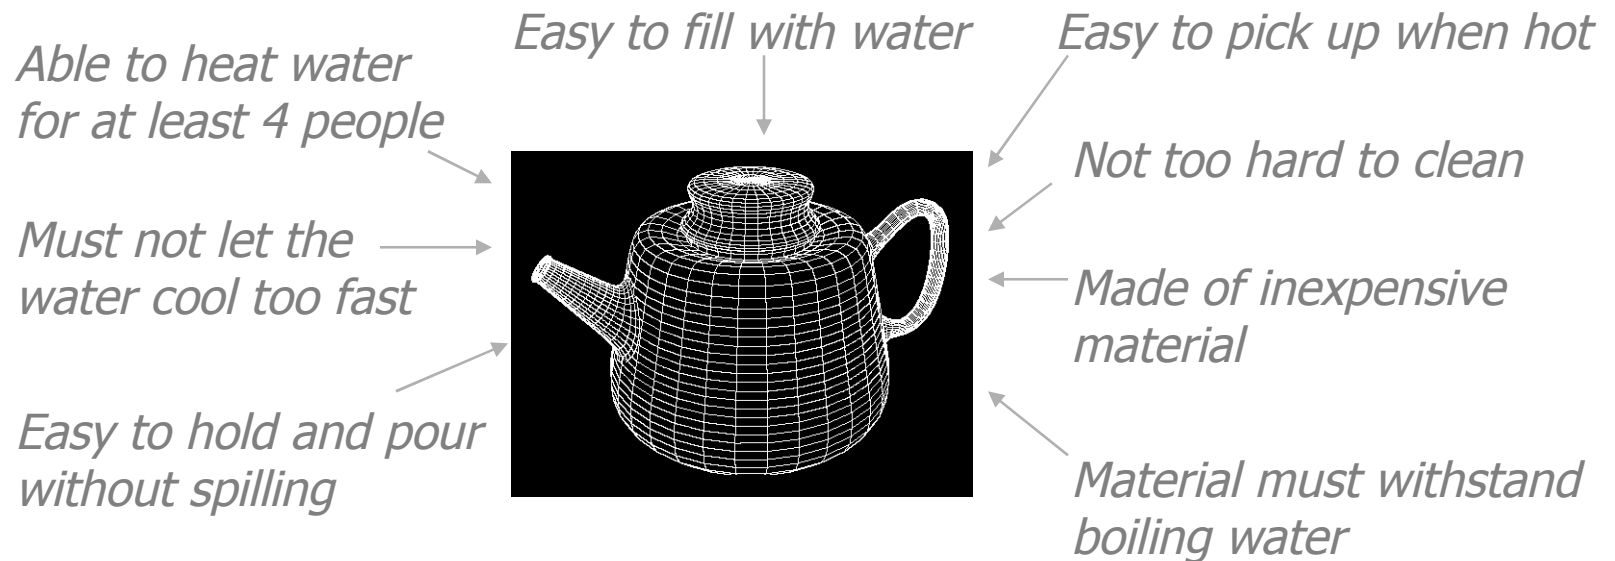 Easy to fill with water
Easy to pick up when hot
Able to heat water
for at least 4 people
Not too hard to clean
Must not let the
water cool too fast
Made of inexpensive
material
Easy to hold and pour
without spilling
Material must withstand
boiling water